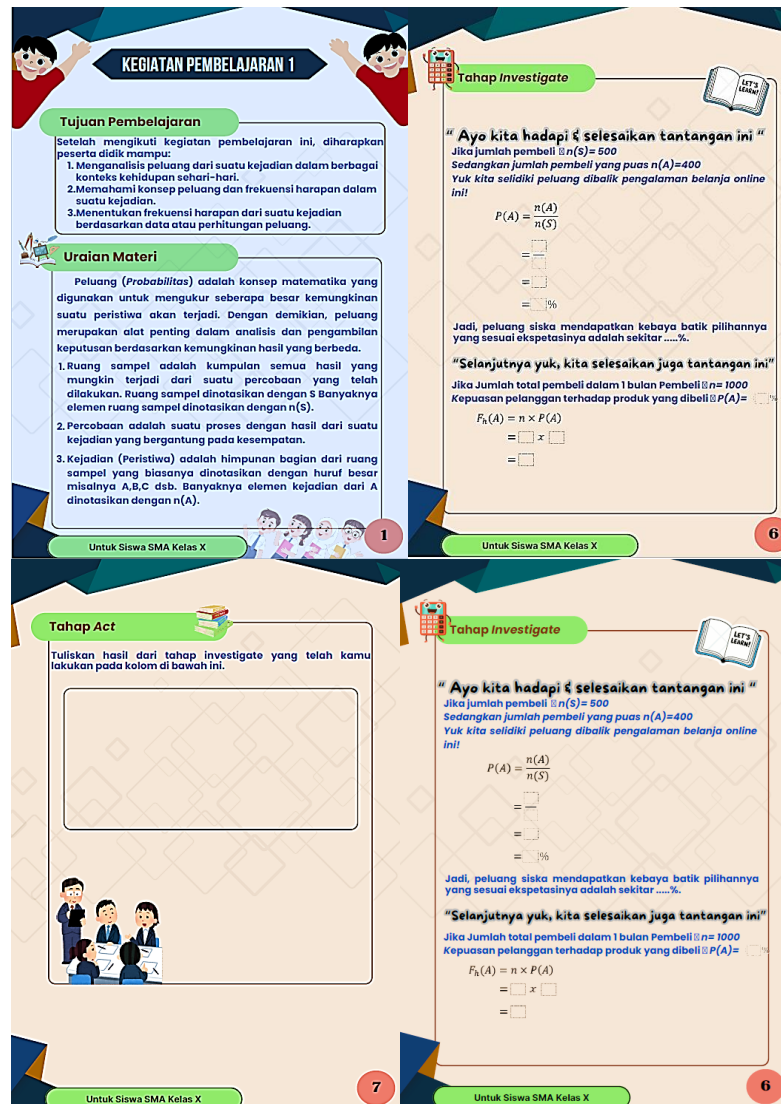 KEGIATAN PEMBELAJARAN 1
Tujuan Pembelajaran
Setelah mengikuti kegiatan pembelajaran ini, diharapkan
peserta didik mampu:
1. Menganalisis peluang dari suatu kejadian dalam berbagai
konteks kehidupan sehari-hari.
2.Memahami konsep peluang dan frekuensi harapan dalam
suatu kejadian.
3.Menentukan frekuensi harapan dari suatu kejadian
berdasarkan data atau perhitungan peluang.
Uraian Materi
Peluang (Probabilitas) adalah konsep matematika yang
digunakan untuk mengukur seberapa besar kemungkinan
suatu peristiwa akan terjadi. Dengan demikian, peluang
merupakan alat penting dalam analisis dan pengambilan
keputusan berdasarkan kemungkinan hasil yang berbeda.
1. Ruang sampel adalah kumpulan semua hasil yang
mungkin terjadi dari suatu percobaan yang telah
dilakukan. Ruang sampel dinotasikan dengan S Banyaknya
elemen ruang sampel dinotasikan dengan n(S).
2. Percobaan adalah suatu proses dengan hasil dari suatu
kejadian yang bergantung pada kesempatan.
3. Kejadian (Peristiwa) adalah himpunan bagian dari ruang
sampel yang biasanya dinotasikan dengan huruf besar
misalnya A,B,C dsb. Banyaknya elemen kejadian dari A
dinotasikan dengan n(A).
Untuk Siswa SMA Kelas X
1
Tahap Investigate
LET'S
LEARN!
“ Ayo kita hadapi & selesaikan tantangan ini “
Jika jumlah pembeli n(S)= 500
Sedangkan jumlah pembeli yang puas n(A)=400
Yuk kita selidiki peluang dibalik pengalaman belanja online
ini!
P(A) = n(A)/n(S)
=
=
= %
Jadi, peluang siska mendapatkan kebaya batik pilihannya
yang sesuai ekspetasinya adalah sekitar .....%.
“Selanjutnya yuk, kita selesaikan juga tantangan ini”
Jika Jumlah total pembeli dalam 1 bulan Pembeli n= 1000
Kepuasan pelanggan terhadap produk yang dibeli P(A)= %
Fh(A) = n × P(A)
= x
=
Untuk Siswa SMA Kelas X
6
Tahap Act
Tuliskan hasil dari tahap investigate yang telah kamu
lakukan pada kolom di bawah ini.
Untuk Siswa SMA Kelas X
7
Tahap Investigate
LET'S
LEARN!
“ Ayo kita hadapi & selesaikan tantangan ini “
Jika jumlah pembeli n(S)= 500
Sedangkan jumlah pembeli yang puas n(A)=400
Yuk kita selidiki peluang dibalik pengalaman belanja online
ini!
P(A) = n(A)/n(S)
=
=
= %
Jadi, peluang siska mendapatkan kebaya batik pilihannya
yang sesuai ekspetasinya adalah sekitar .....%.
“Selanjutnya yuk, kita selesaikan juga tantangan ini”
Jika Jumlah total pembeli dalam 1 bulan Pembeli n= 1000
Kepuasan pelanggan terhadap produk yang dibeli P(A)= %
Fh(A) = n × P(A)
= x
=
Untuk Siswa SMA Kelas X
6